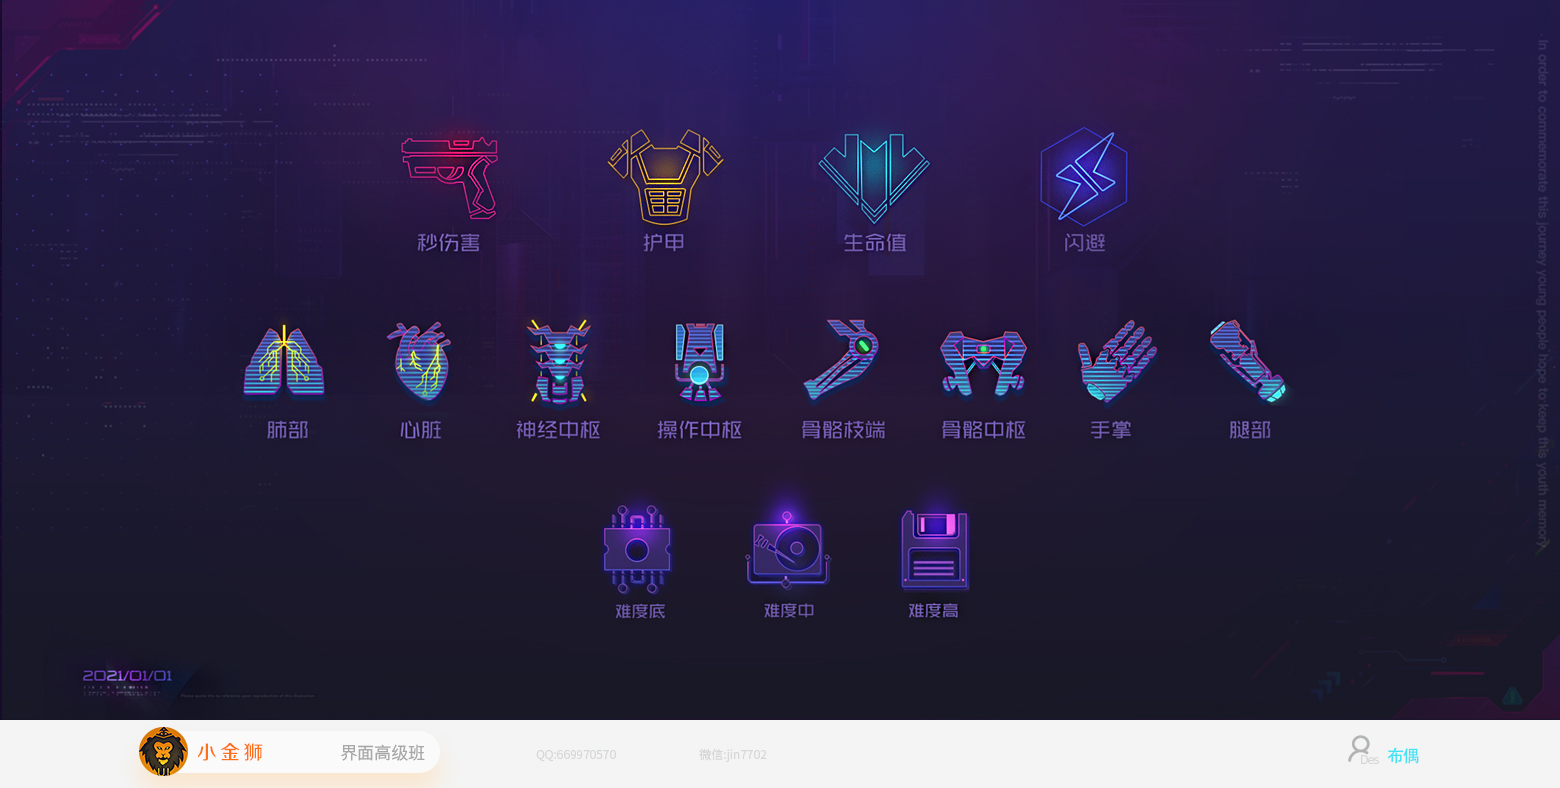 In order to commemorate this journey young people hope to keep this youth memory
秒伤害
护甲
生命值
闪避
肺部
心脏
神经中枢
操作中枢
骨骼枝端
骨骼中枢
手掌
腿部
难度底
难度中
难度高
2021/01/01
小金狮
界面高级班
QQ:669970570
微信:jin7702
Des
布偶